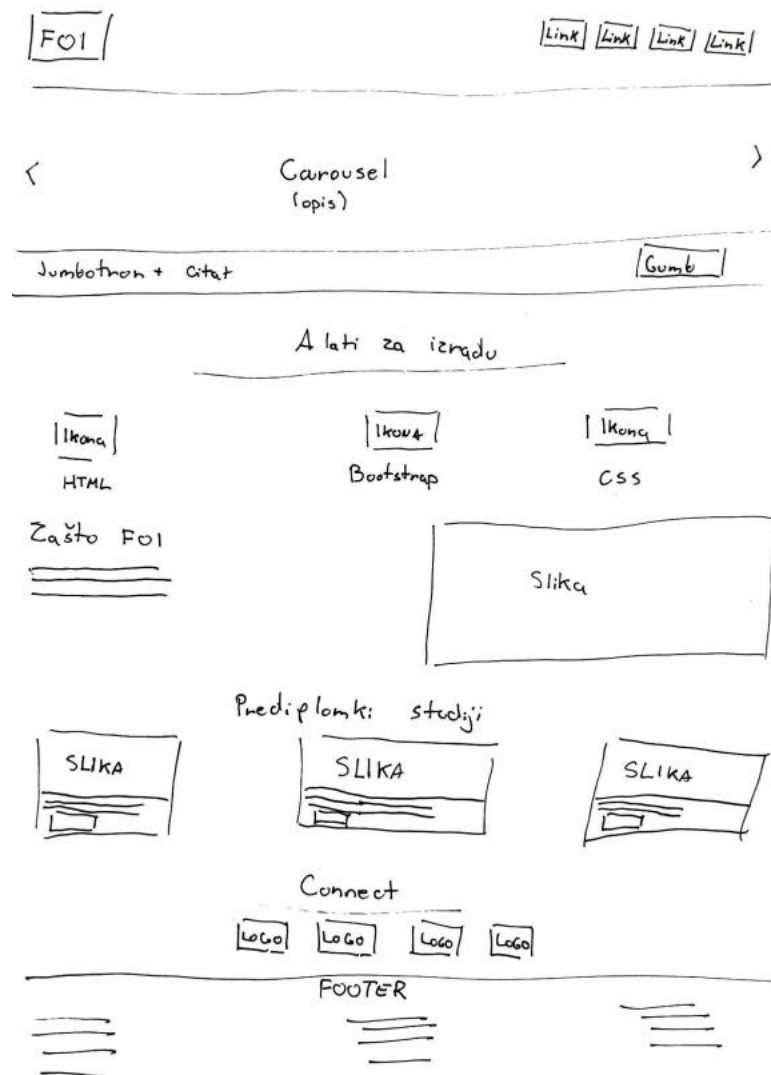 FOI Link Link Link Link
< Carousel >
(opis)
Jumbotron + Citat Gumb
Alati za izradu
Ikona IKONA Ikona
HTML Bootstrap CSS
Zašto FOI
Slika
Prediplomki studiji
SLIKA SLIKA SLIKA
Connect
LOGO LOGO LOGO LOGO
FOOTER